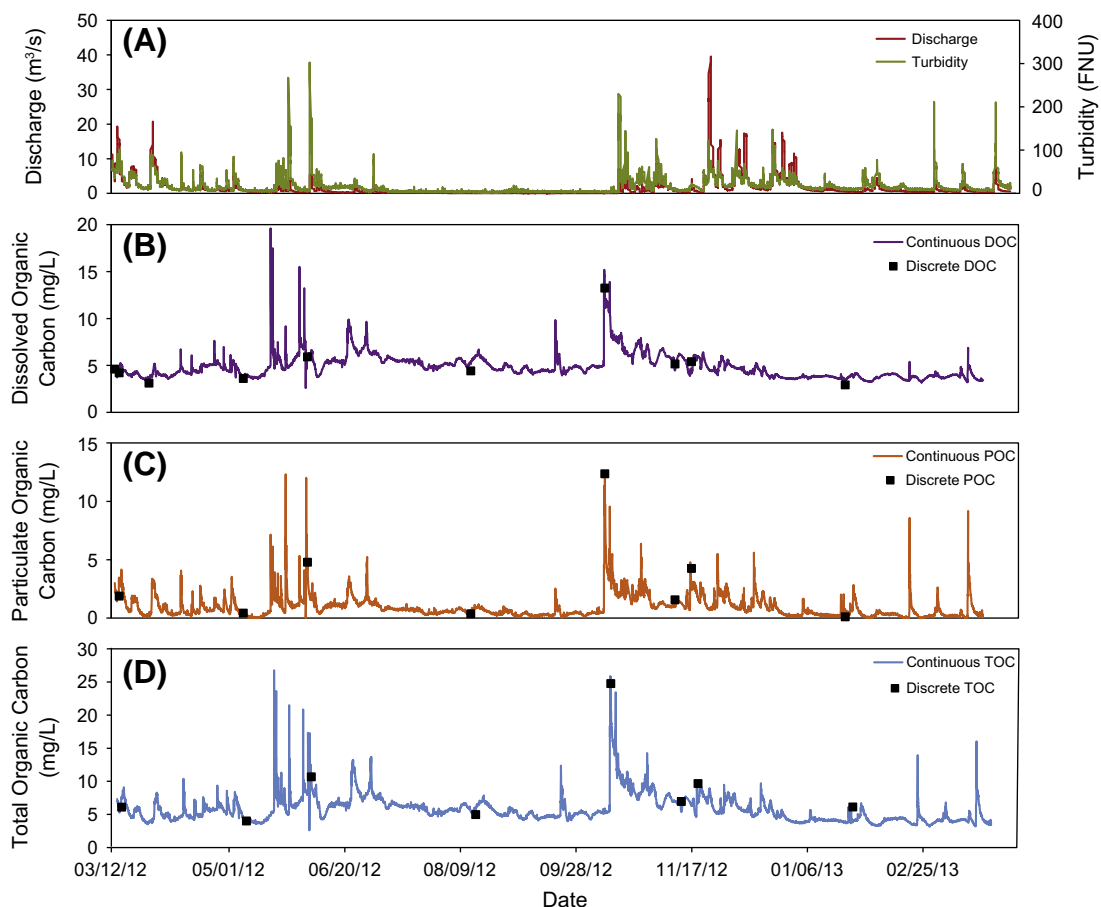 (A)
Discharge (m³/s)
50
40
30
20
10
0
Discharge
Turbidity
400
300
200
100
0
Turbidity (FNU)
(B)
Dissolved Organic
Carbon (mg/L)
20
15
10
5
0
Continuous DOC
Discrete DOC
(C)
Particulate Organic
Carbon (mg/L)
15
10
5
0
Continuous POC
Discrete POC
(D)
Total Organic Carbon
(mg/L)
30
25
20
15
10
5
0
Continuous TOC
Discrete TOC
03/12/12 05/01/12 06/20/12 08/09/12 09/28/12 11/17/12 01/06/13 02/25/13
Date